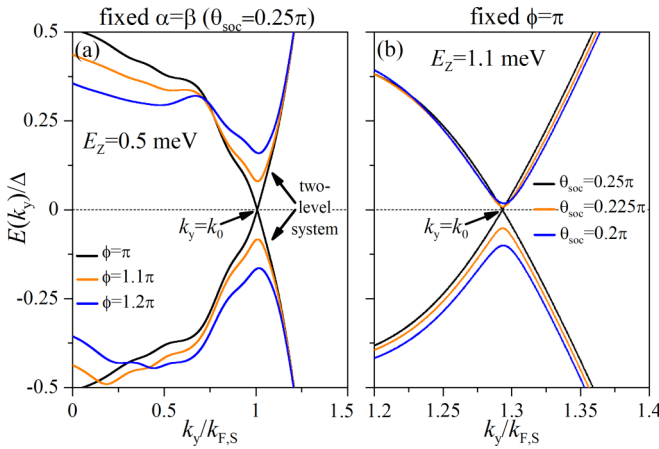 fixed α=β (θsoc=0.25π)
fixed ϕ=π
(a)
EZ=0.5 meV
two-
level
system
ky=k0
ϕ=π
ϕ=1.1π
ϕ=1.2π
E(ky)/Δ
0.5
0.25
0
-0.25
-0.5
0
0.5
1
1.5
ky/kF,S
(b)
EZ=1.1 meV
θsoc=0.25π
θsoc=0.225π
θsoc=0.2π
ky=k0
1.2
1.25
1.3
1.35
1.4
ky/kF,S